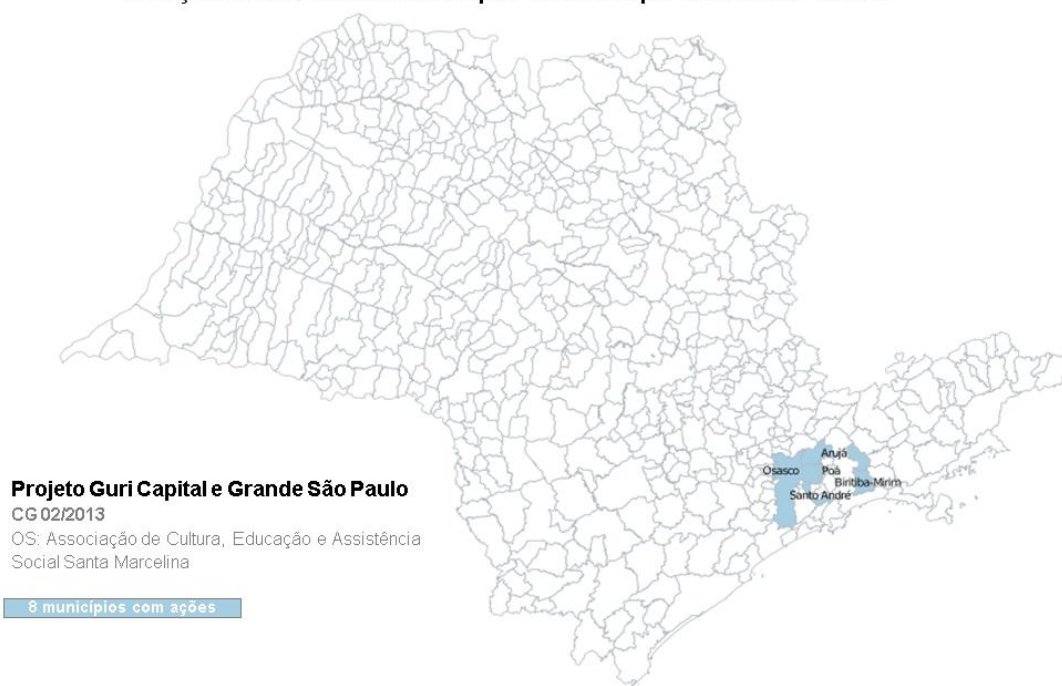 Projeto Guri Capital e Grande São Paulo
CG 02/2013
OS: Associação de Cultura, Educação e Assistência
Social Santa Marcelina
8 municípios com ações
Arujá
Osasco
Poá
Biritiba-Mirim
Santo André